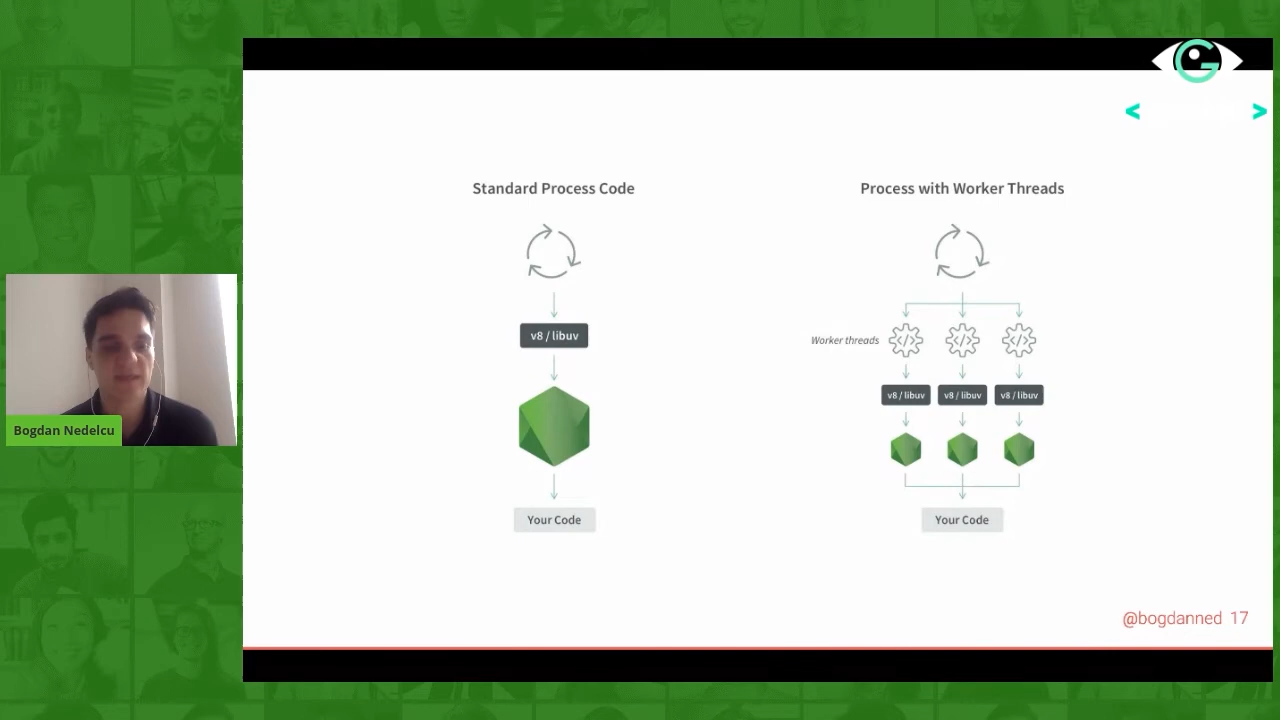 Standard Process Code
Process with Worker Threads
v8 / libuv
Worker threads
</>
</>
</>
v8 / libuv
v8 / libuv
v8 / libuv
Your Code
Your Code
Bogdan Nedelcu
@bogdanned 17
< >
G